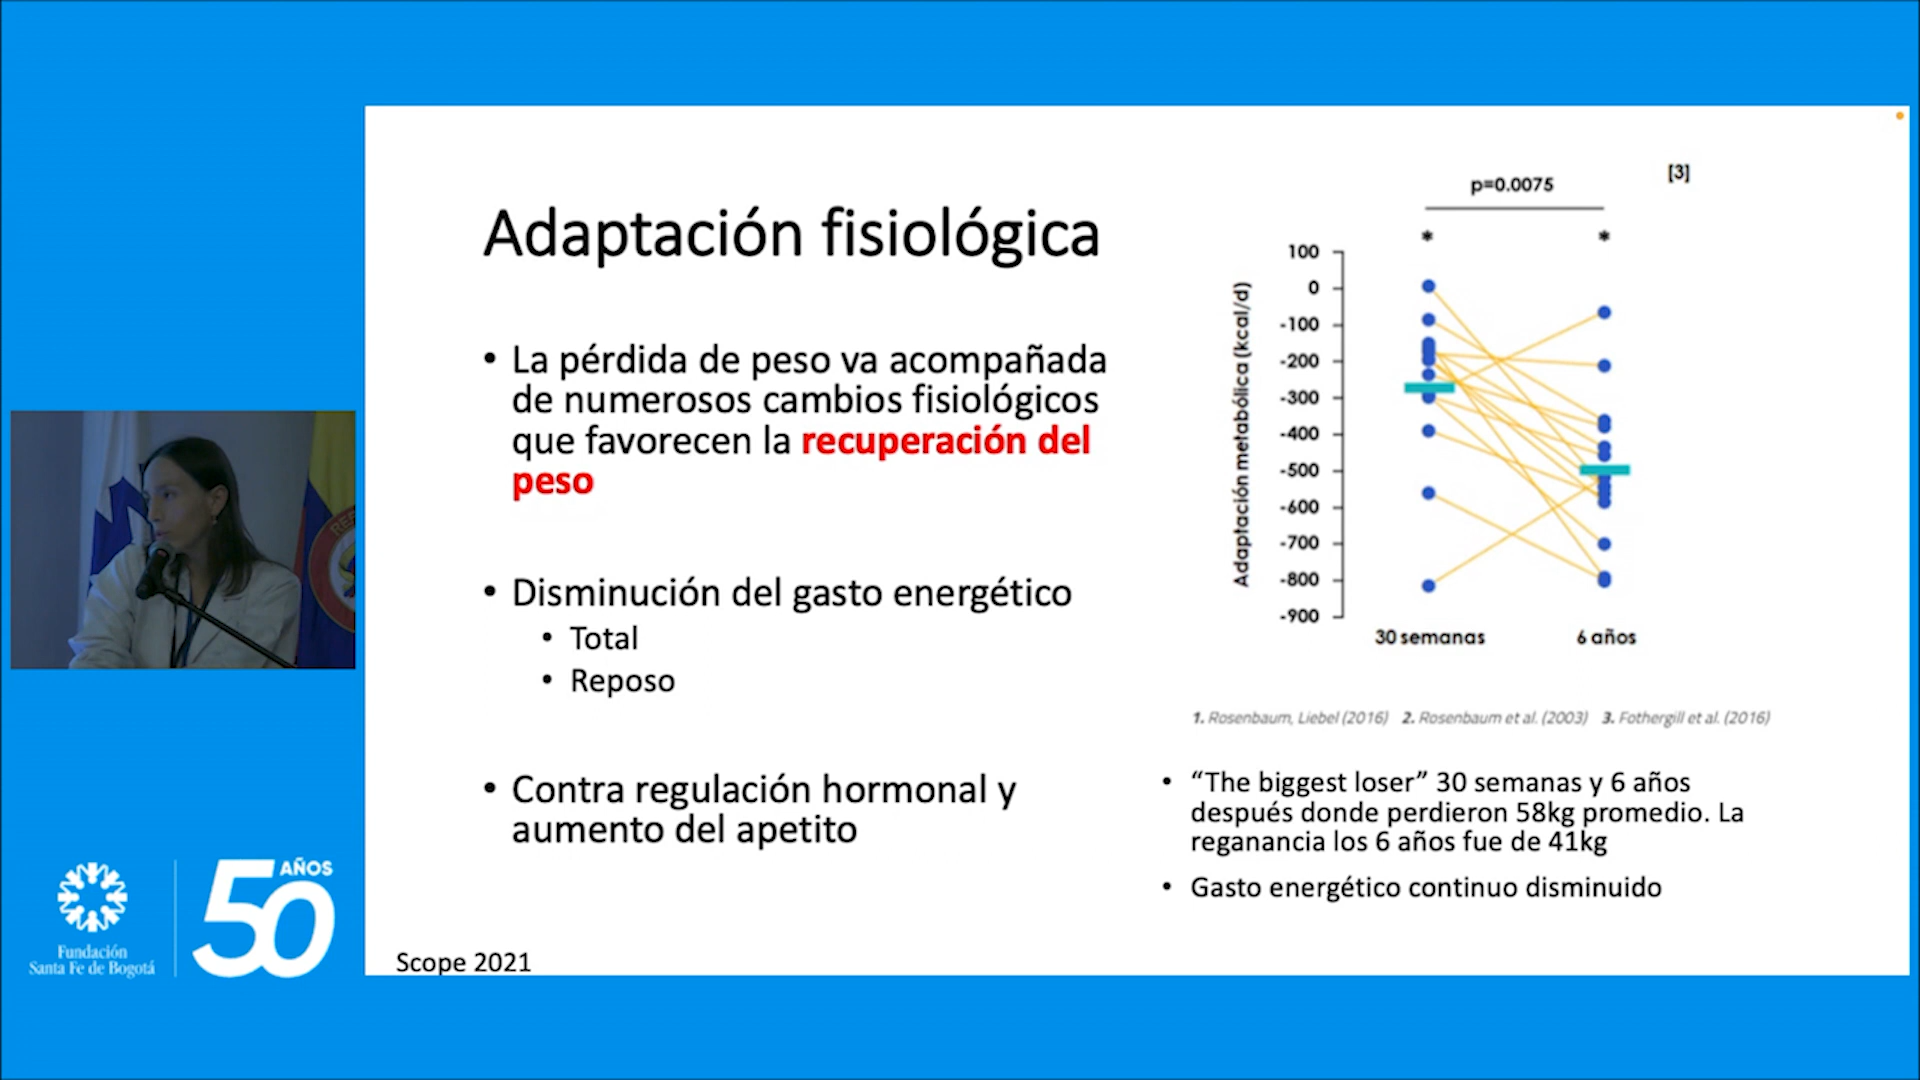 Adaptación fisiológica
• La pérdida de peso va acompañada
de numerosos cambios fisiológicos
que favorecen la recuperación del
peso
• Disminución del gasto energético
• Total
• Reposo
• Contra regulación hormonal y
aumento del apetito
Scope 2021
[3]
p=0.0075
* *
Adaptación metabólica (kcal/d)
100
0
-100
-200
-300
-400
-500
-600
-700
-800
-900
30 semanas 6 años
1. Rosenbaum, Liebel (2016) 2. Rosenbaum et al. (2003) 3. Fothergill et al. (2016)
• “The biggest loser” 30 semanas y 6 años
después donde perdieron 58kg promedio. La
reganancia los 6 años fue de 41kg
• Gasto energético continuo disminuido
Fundación
Santa Fe de Bogotá
50 AÑOS